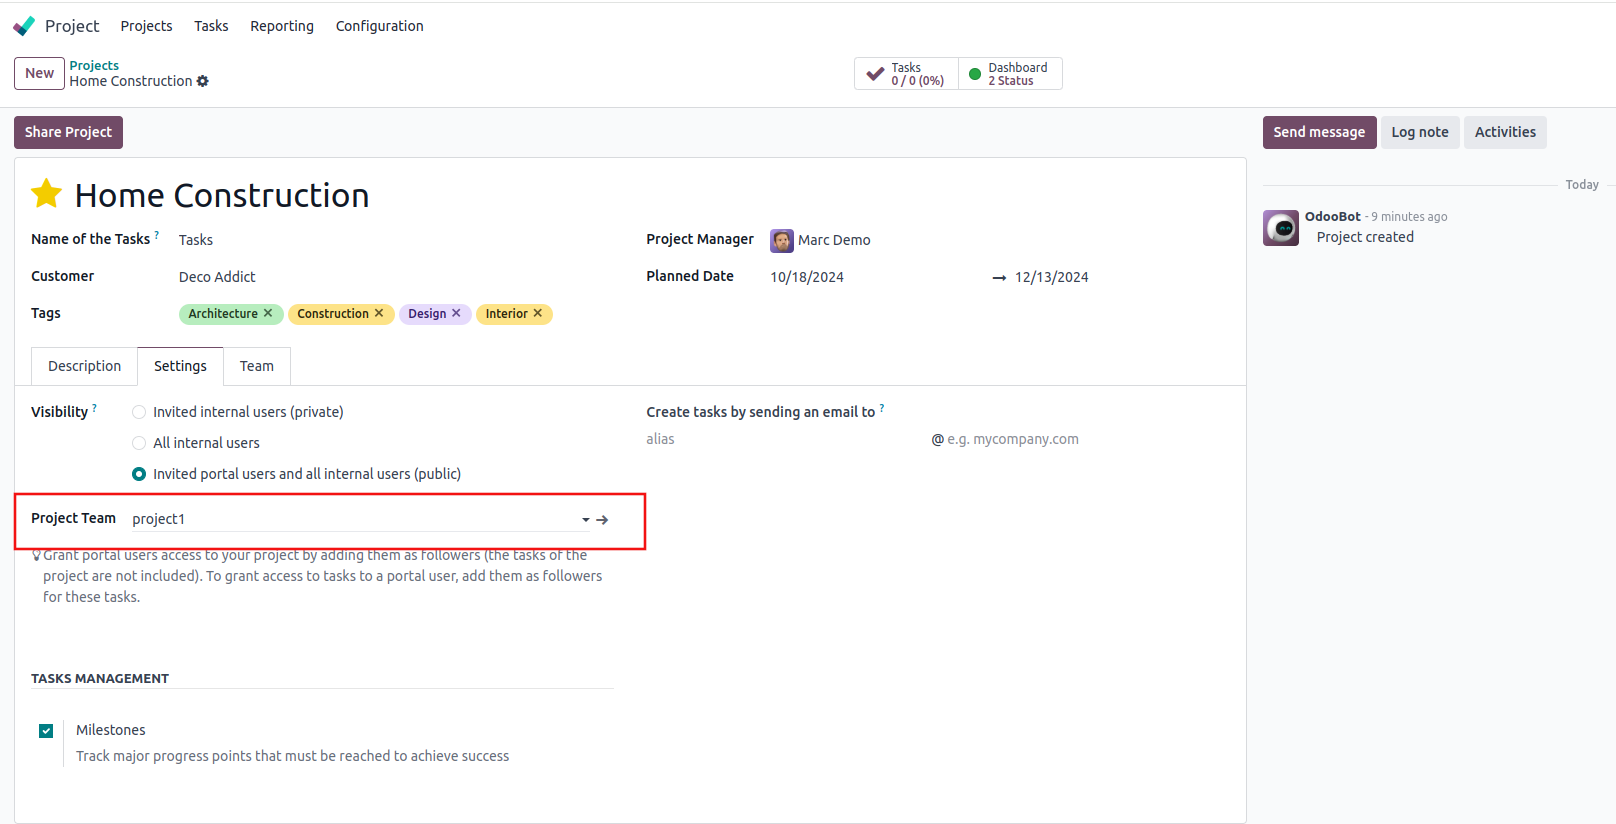 Project Projects Tasks Reporting Configuration
New
Projects
Home Construction
Tasks
0 / 0 (0%)
Dashboard
2 Status
Share Project
Send message Log note Activities
Today
Home Construction
OdooBot - 9 minutes ago
Project created
Name of the Tasks ? Tasks
Project Manager Marc Demo
Customer Deco Addict
Planned Date 10/18/2024 → 12/13/2024
Tags Architecture ✕ Construction ✕ Design ✕ Interior ✕
Description Settings Team
Visibility ? Invited internal users (private)
All internal users
Invited portal users and all internal users (public)
Create tasks by sending an email to ?
alias @ e.g. mycompany.com
Project Team project1
Grant portal users access to your project by adding them as followers (the tasks of the
project are not included). To grant access to tasks to a portal user, add them as followers
for these tasks.
TASKS MANAGEMENT
Milestones
Track major progress points that must be reached to achieve success